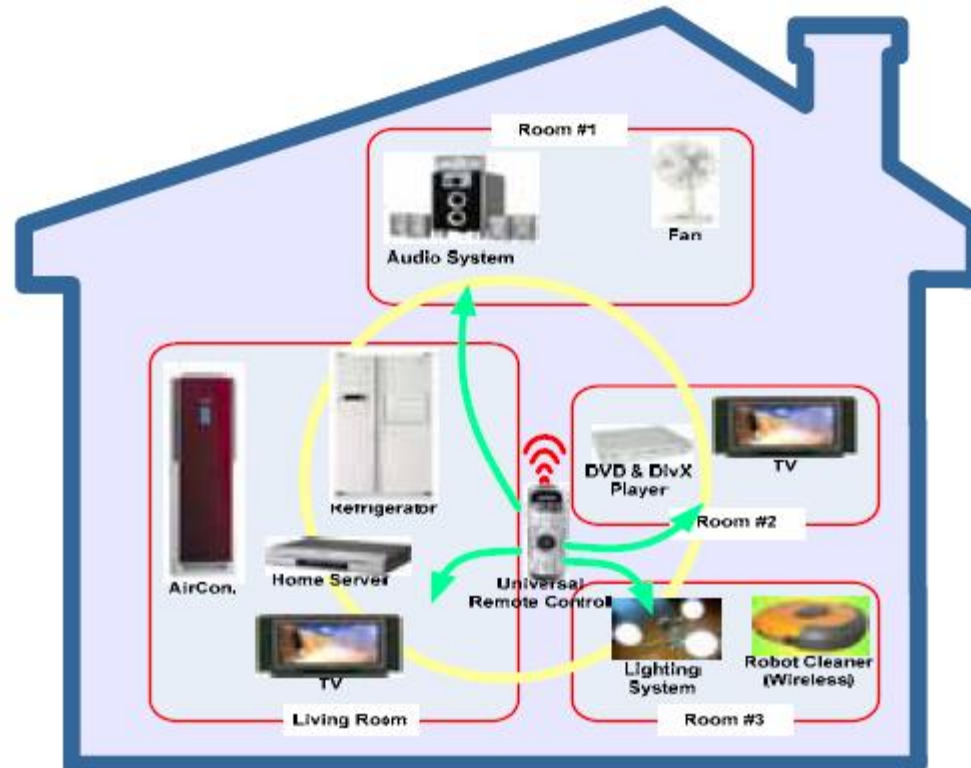 Room #1
Audio System
Fan
Refrigerator
AirCon.
Home Server
TV
Living Room
Universal
Remote Control
DVD & DivX
Player
TV
Room #2
Lighting
System
Robot Cleaner
(Wireless)
Room #3